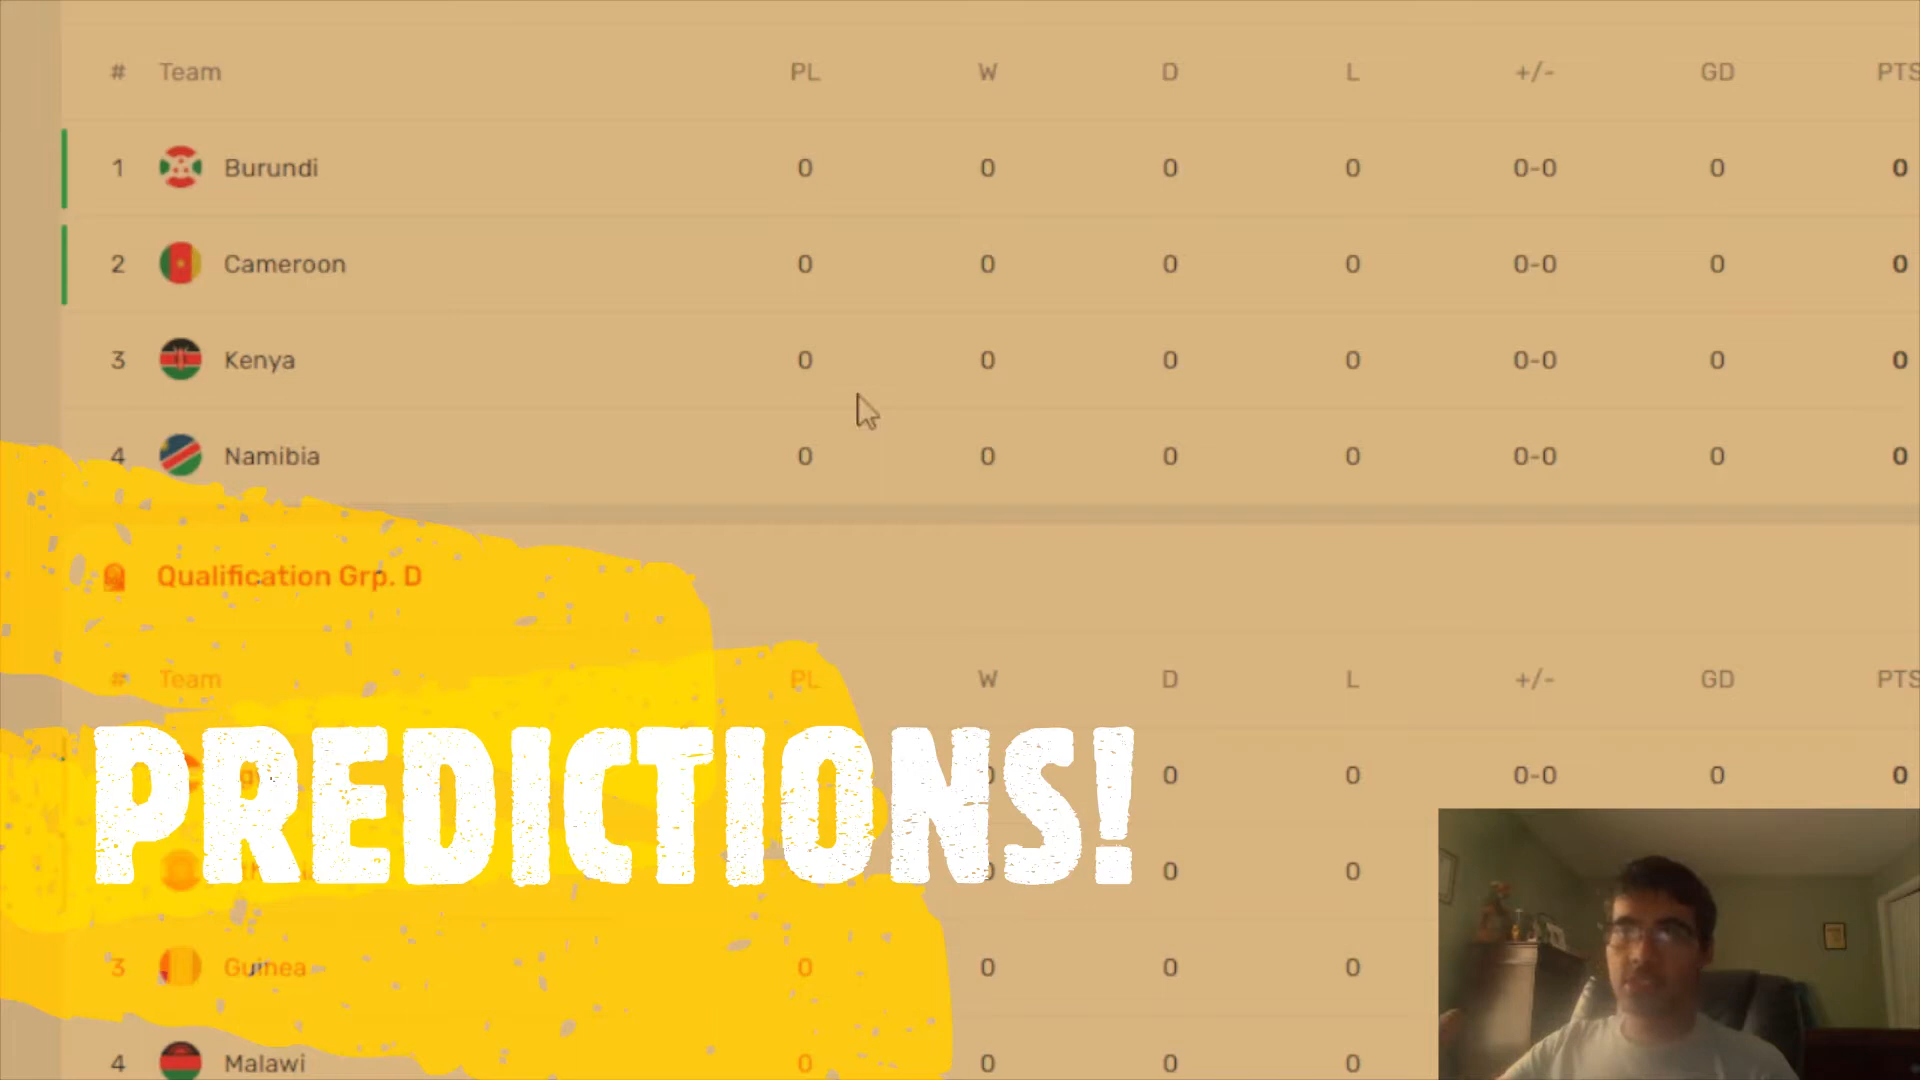 # Team PL W D L +/- GD PTS
1 Burundi 0 0 0 0 0-0 0 0
2 Cameroon 0 0 0 0 0-0 0 0
3 Kenya 0 0 0 0 0-0 0 0
4 Namibia 0 0 0 0 0-0 0 0
Qualification Grp. D
# Team PL W D L +/- GD PTS
0 0 0-0 0 0
PREDICTIONS!
0 0
3 Guinea 0 0 0 0
4 Malawi 0 0 0 0